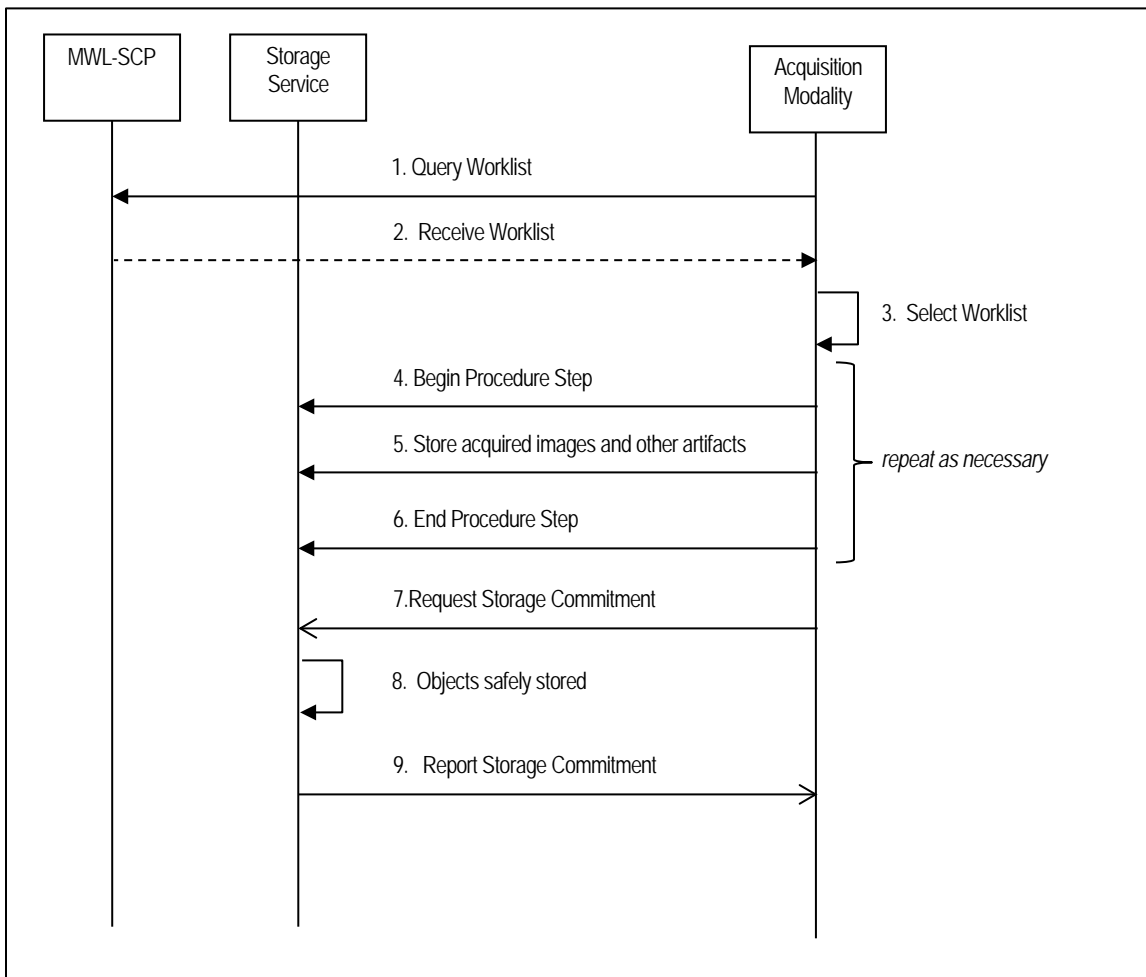 MWL-SCP
Storage
Service
Acquisition
Modality
1. Query Worklist
2. Receive Worklist
3. Select Worklist
4. Begin Procedure Step
5. Store acquired images and other artifacts
repeat as necessary
6. End Procedure Step
7.Request Storage Commitment
8. Objects safely stored
9. Report Storage Commitment